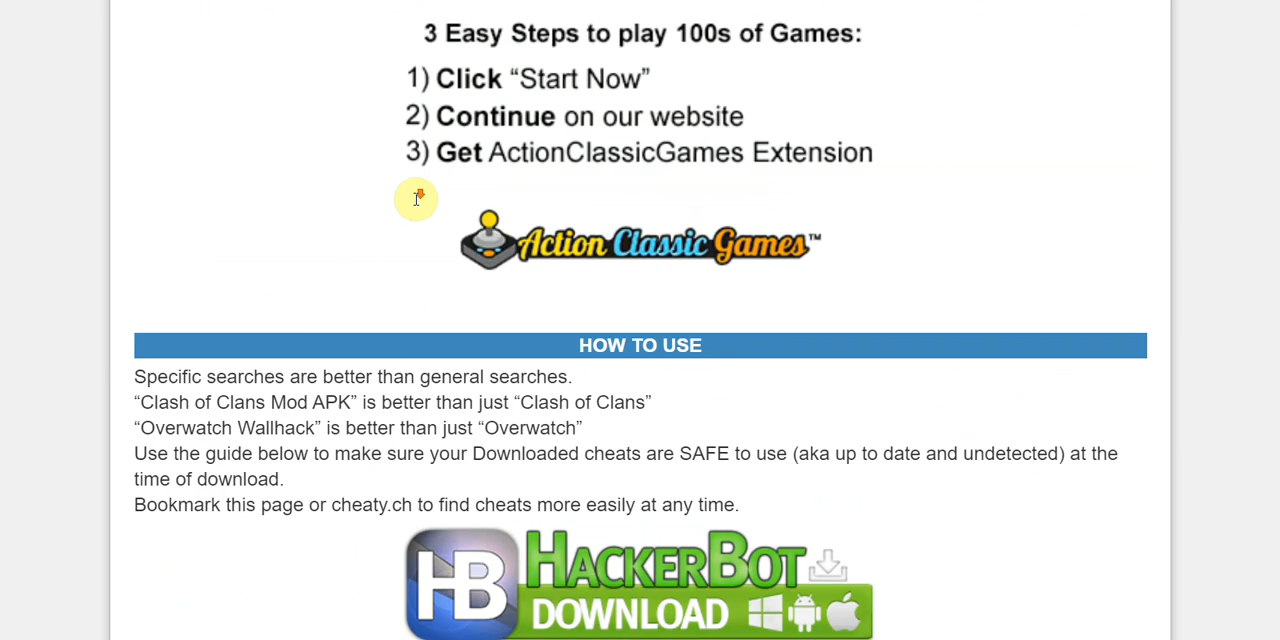 3 Easy Steps to play 100s of Games:
1) Click “Start Now”
2) Continue on our website
3) Get ActionClassicGames Extension
Action Classic Games™
HOW TO USE
Specific searches are better than general searches.
“Clash of Clans Mod APK” is better than just “Clash of Clans”
“Overwatch Wallhack” is better than just “Overwatch”
Use the guide below to make sure your Downloaded cheats are SAFE to use (aka up to date and undetected) at the
time of download.
Bookmark this page or cheaty.ch to find cheats more easily at any time.
HB HACKERBOT
DOWNLOAD